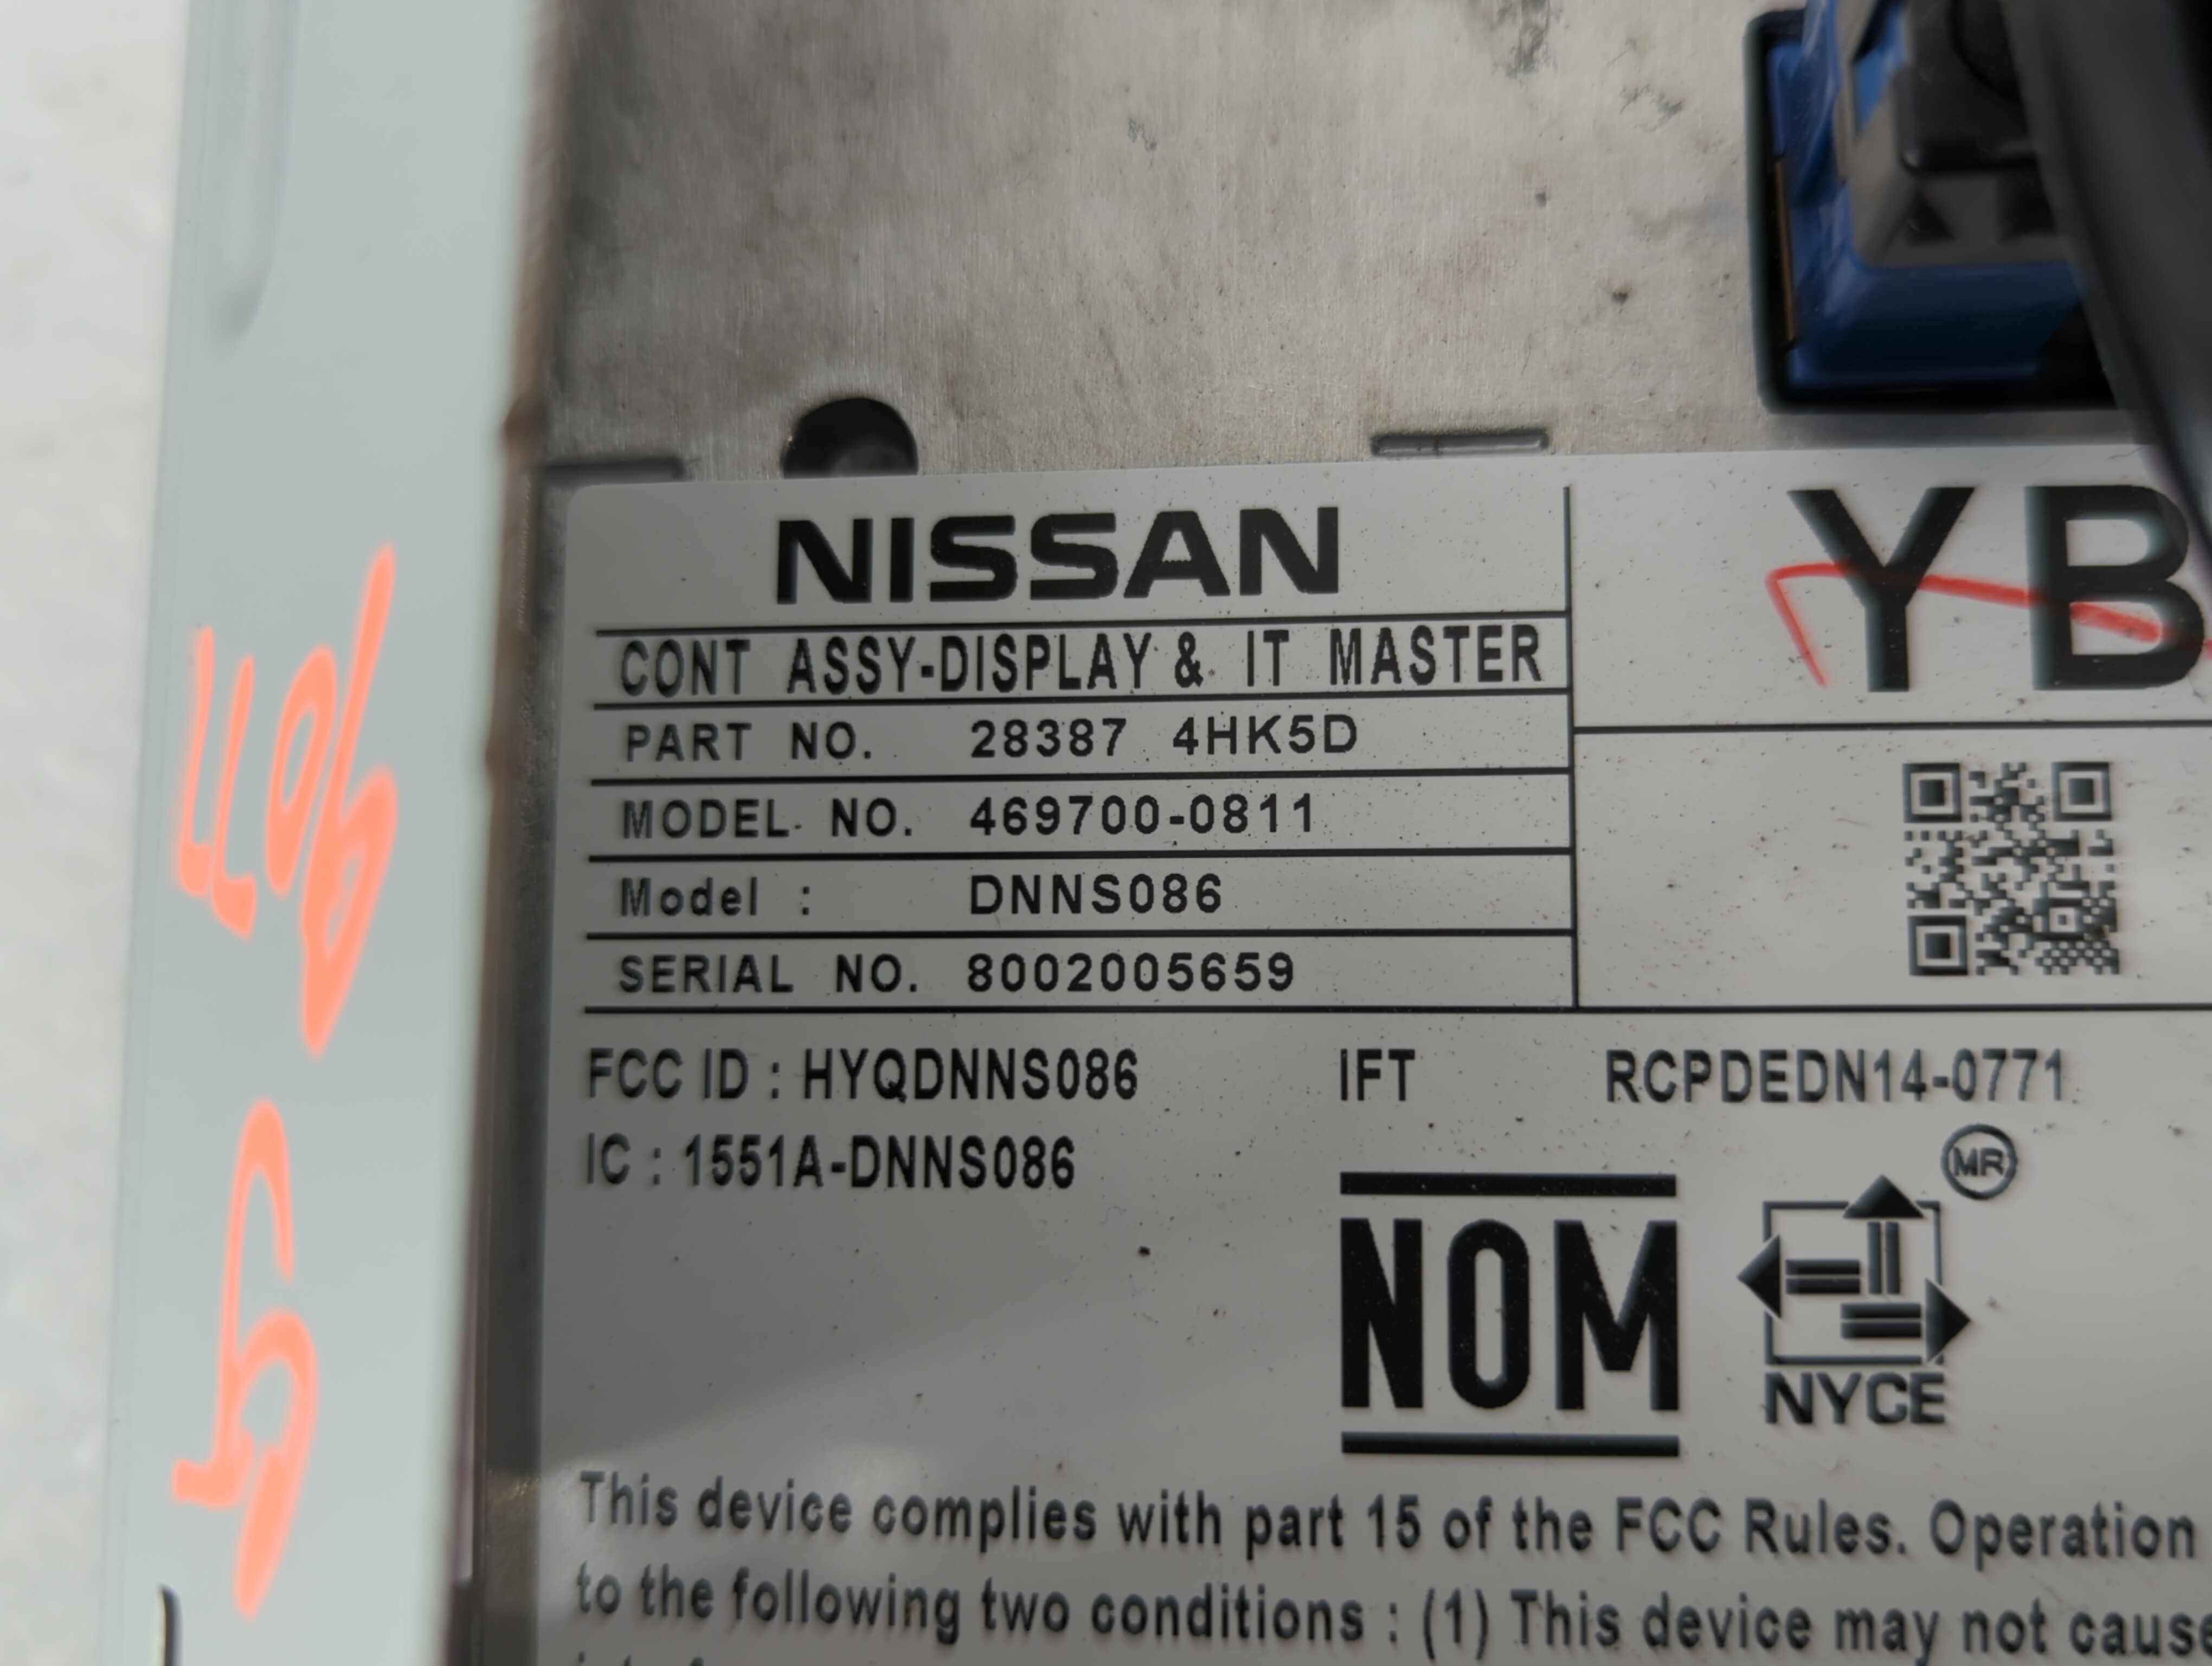 NISSAN
YB
CONT ASSY-DISPLAY & IT MASTER
PART NO. 28387 4HK5D
MODEL NO. 469700-0811
Model : DNNS086
SERIAL NO. 8002005659
FCC ID : HYQDNNS086 IFT RCPDEDN14-0771
IC : 1551A-DNNS086
MR
NOM
NYCE
This device complies with part 15 of the FCC Rules. Operation
to the following two conditions : (1) This device may not cause